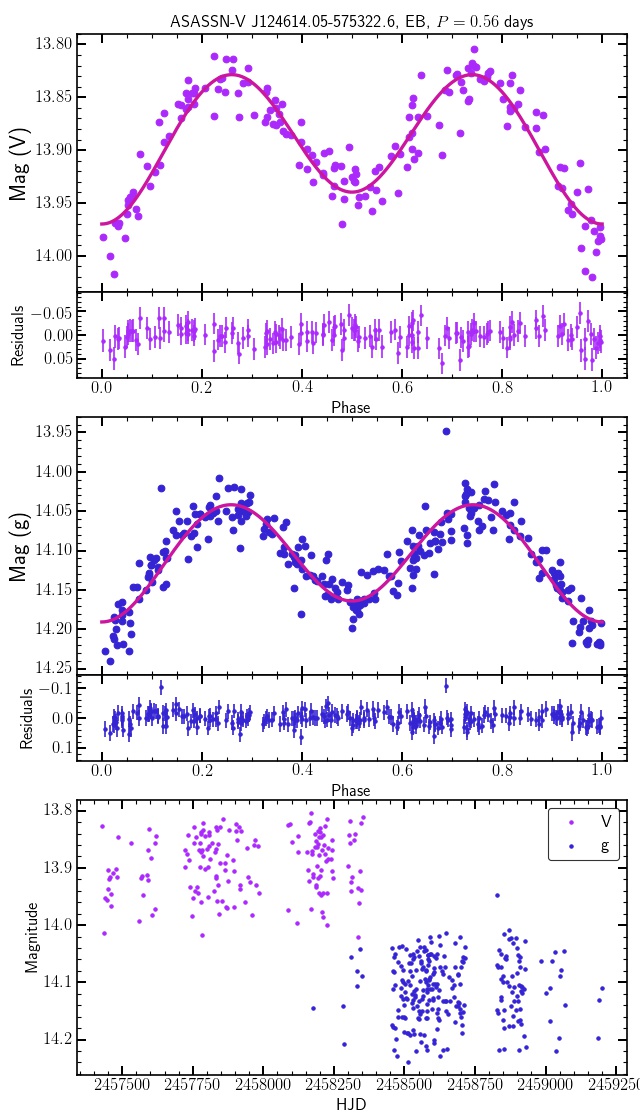 ASASSN-V J124614.05-575322.6, EB, P = 0.56 days
13.80
13.85
13.90
13.95
14.00
Mag (V)
−0.05
0.00
0.05
Residuals
0.0 0.2 0.4 0.6 0.8 1.0
Phase
13.95
14.00
14.05
14.10
14.15
14.20
14.25
Mag (g)
−0.1
0.0
0.1
Residuals
0.0 0.2 0.4 0.6 0.8 1.0
Phase
13.8
13.9
14.0
14.1
14.2
Magnitude
V
g
2457500 2457750 2458000 2458250 2458500 2458750 2459000 245925
HJD